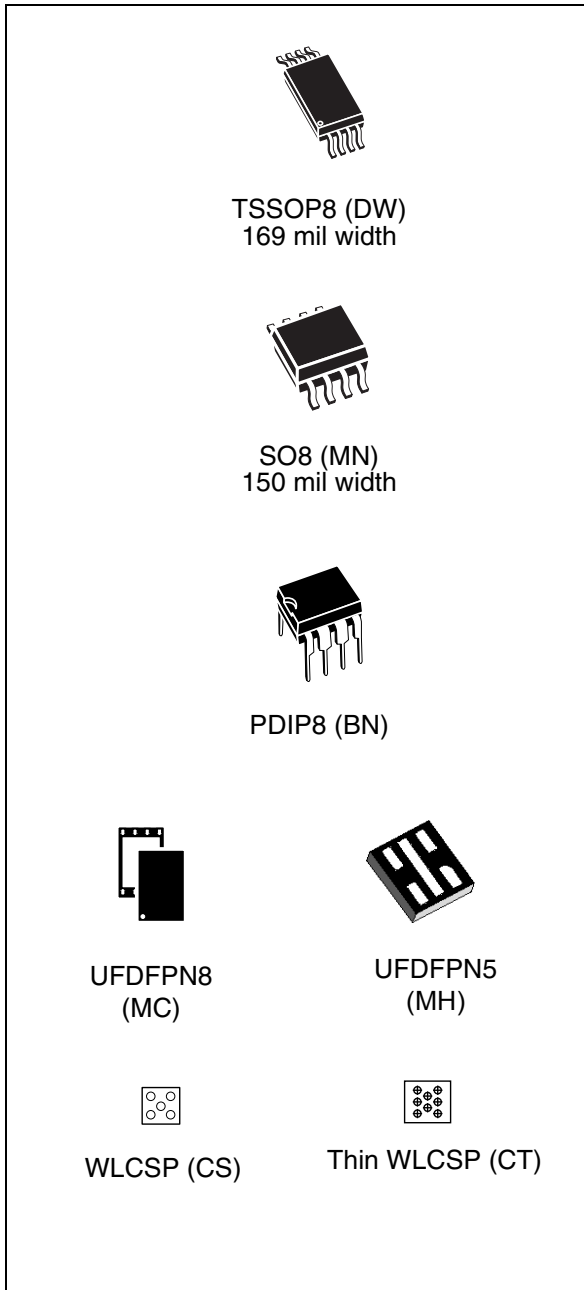 TSSOP8 (DW)
169 mil width
SO8 (MN)
150 mil width
PDIP8 (BN)
UFDFPN8
(MC)
UFDFPN5
(MH)
WLCSP (CS)
Thin WLCSP (CT)